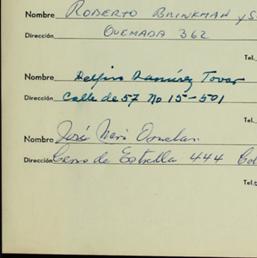 Nombre ROBERTO BRINKMAN y S
Dirección QUEMADA 362
Tel.
Nombre Delfino Ramírez Tovar
Dirección Calle de 57 No 15-501
Tel.
Nombre José Neri
Dirección Cerro de Estrella 444 Col
Tel.